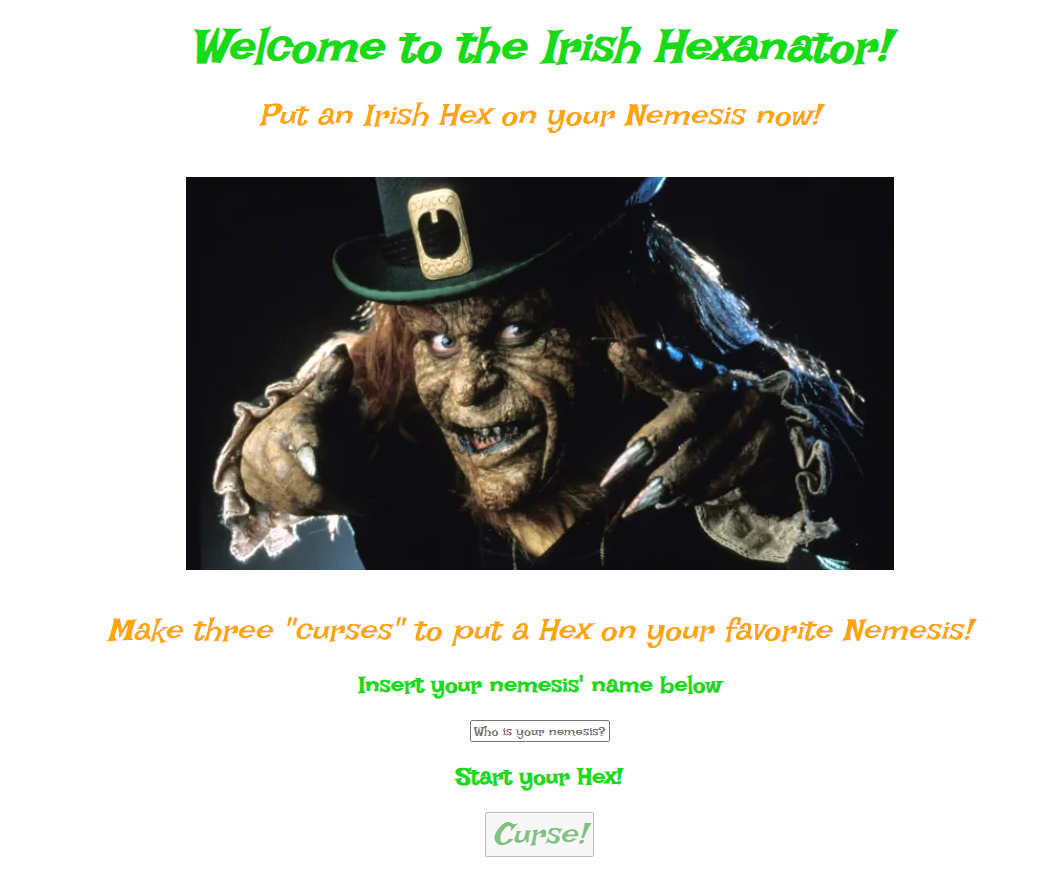 Welcome to the Irish Hexanator!
Put an Irish Hex on your Nemesis now!
Make three "curses" to put a Hex on your favorite Nemesis!
Insert your nemesis' name below
Who is your nemesis?
Start your Hex!
Curse!